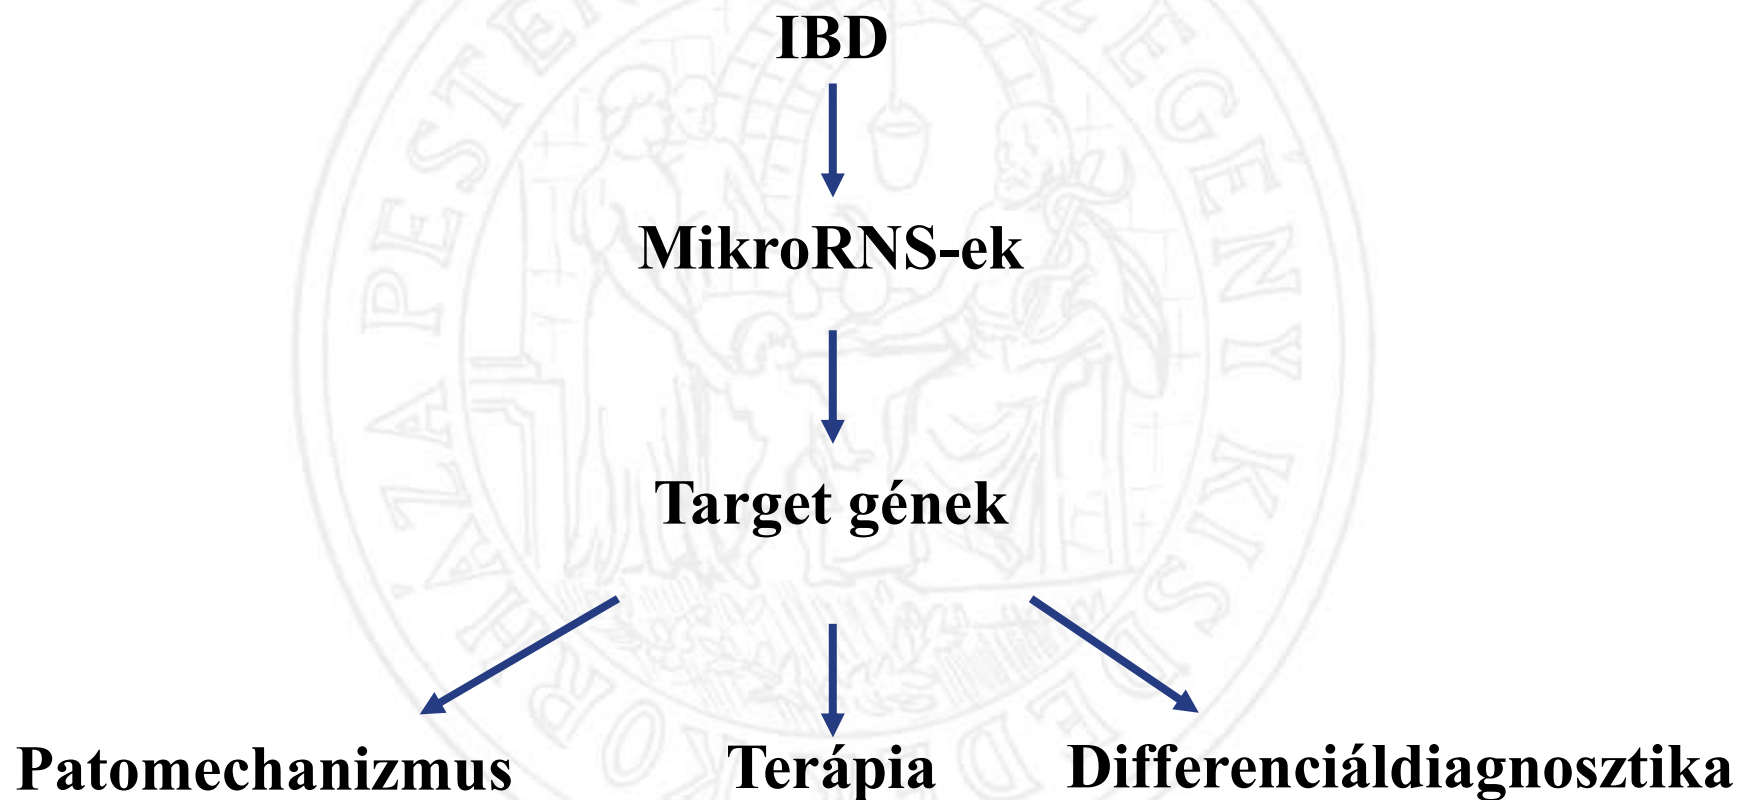 IBD
MikroRNS-ek
Target gének
Patomechanizmus
Terápia
Differenciáldiagnosztika